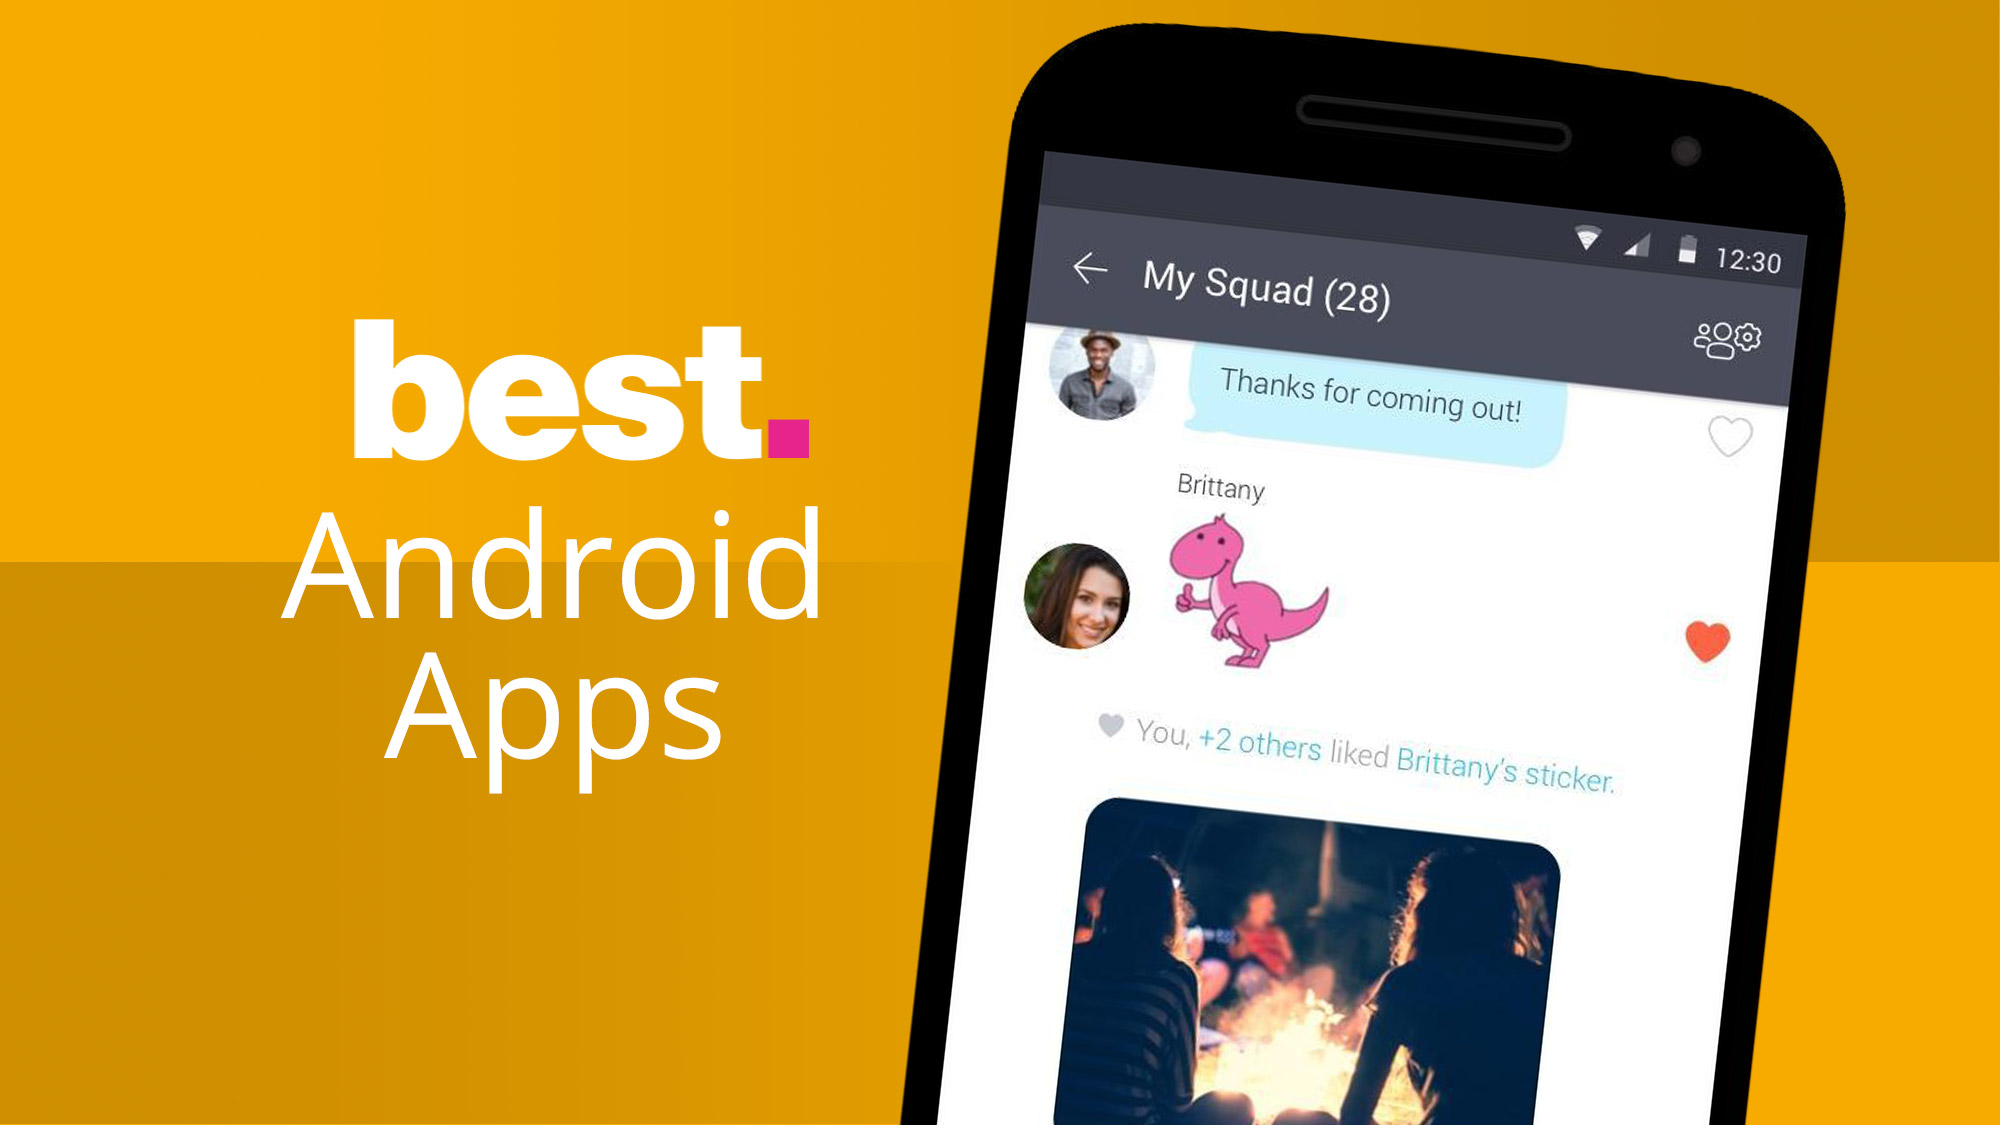 best.
Android
Apps
12:30
My Squad (28)
Thanks for coming out!
Brittany
You, +2 others liked Brittany's sticker.